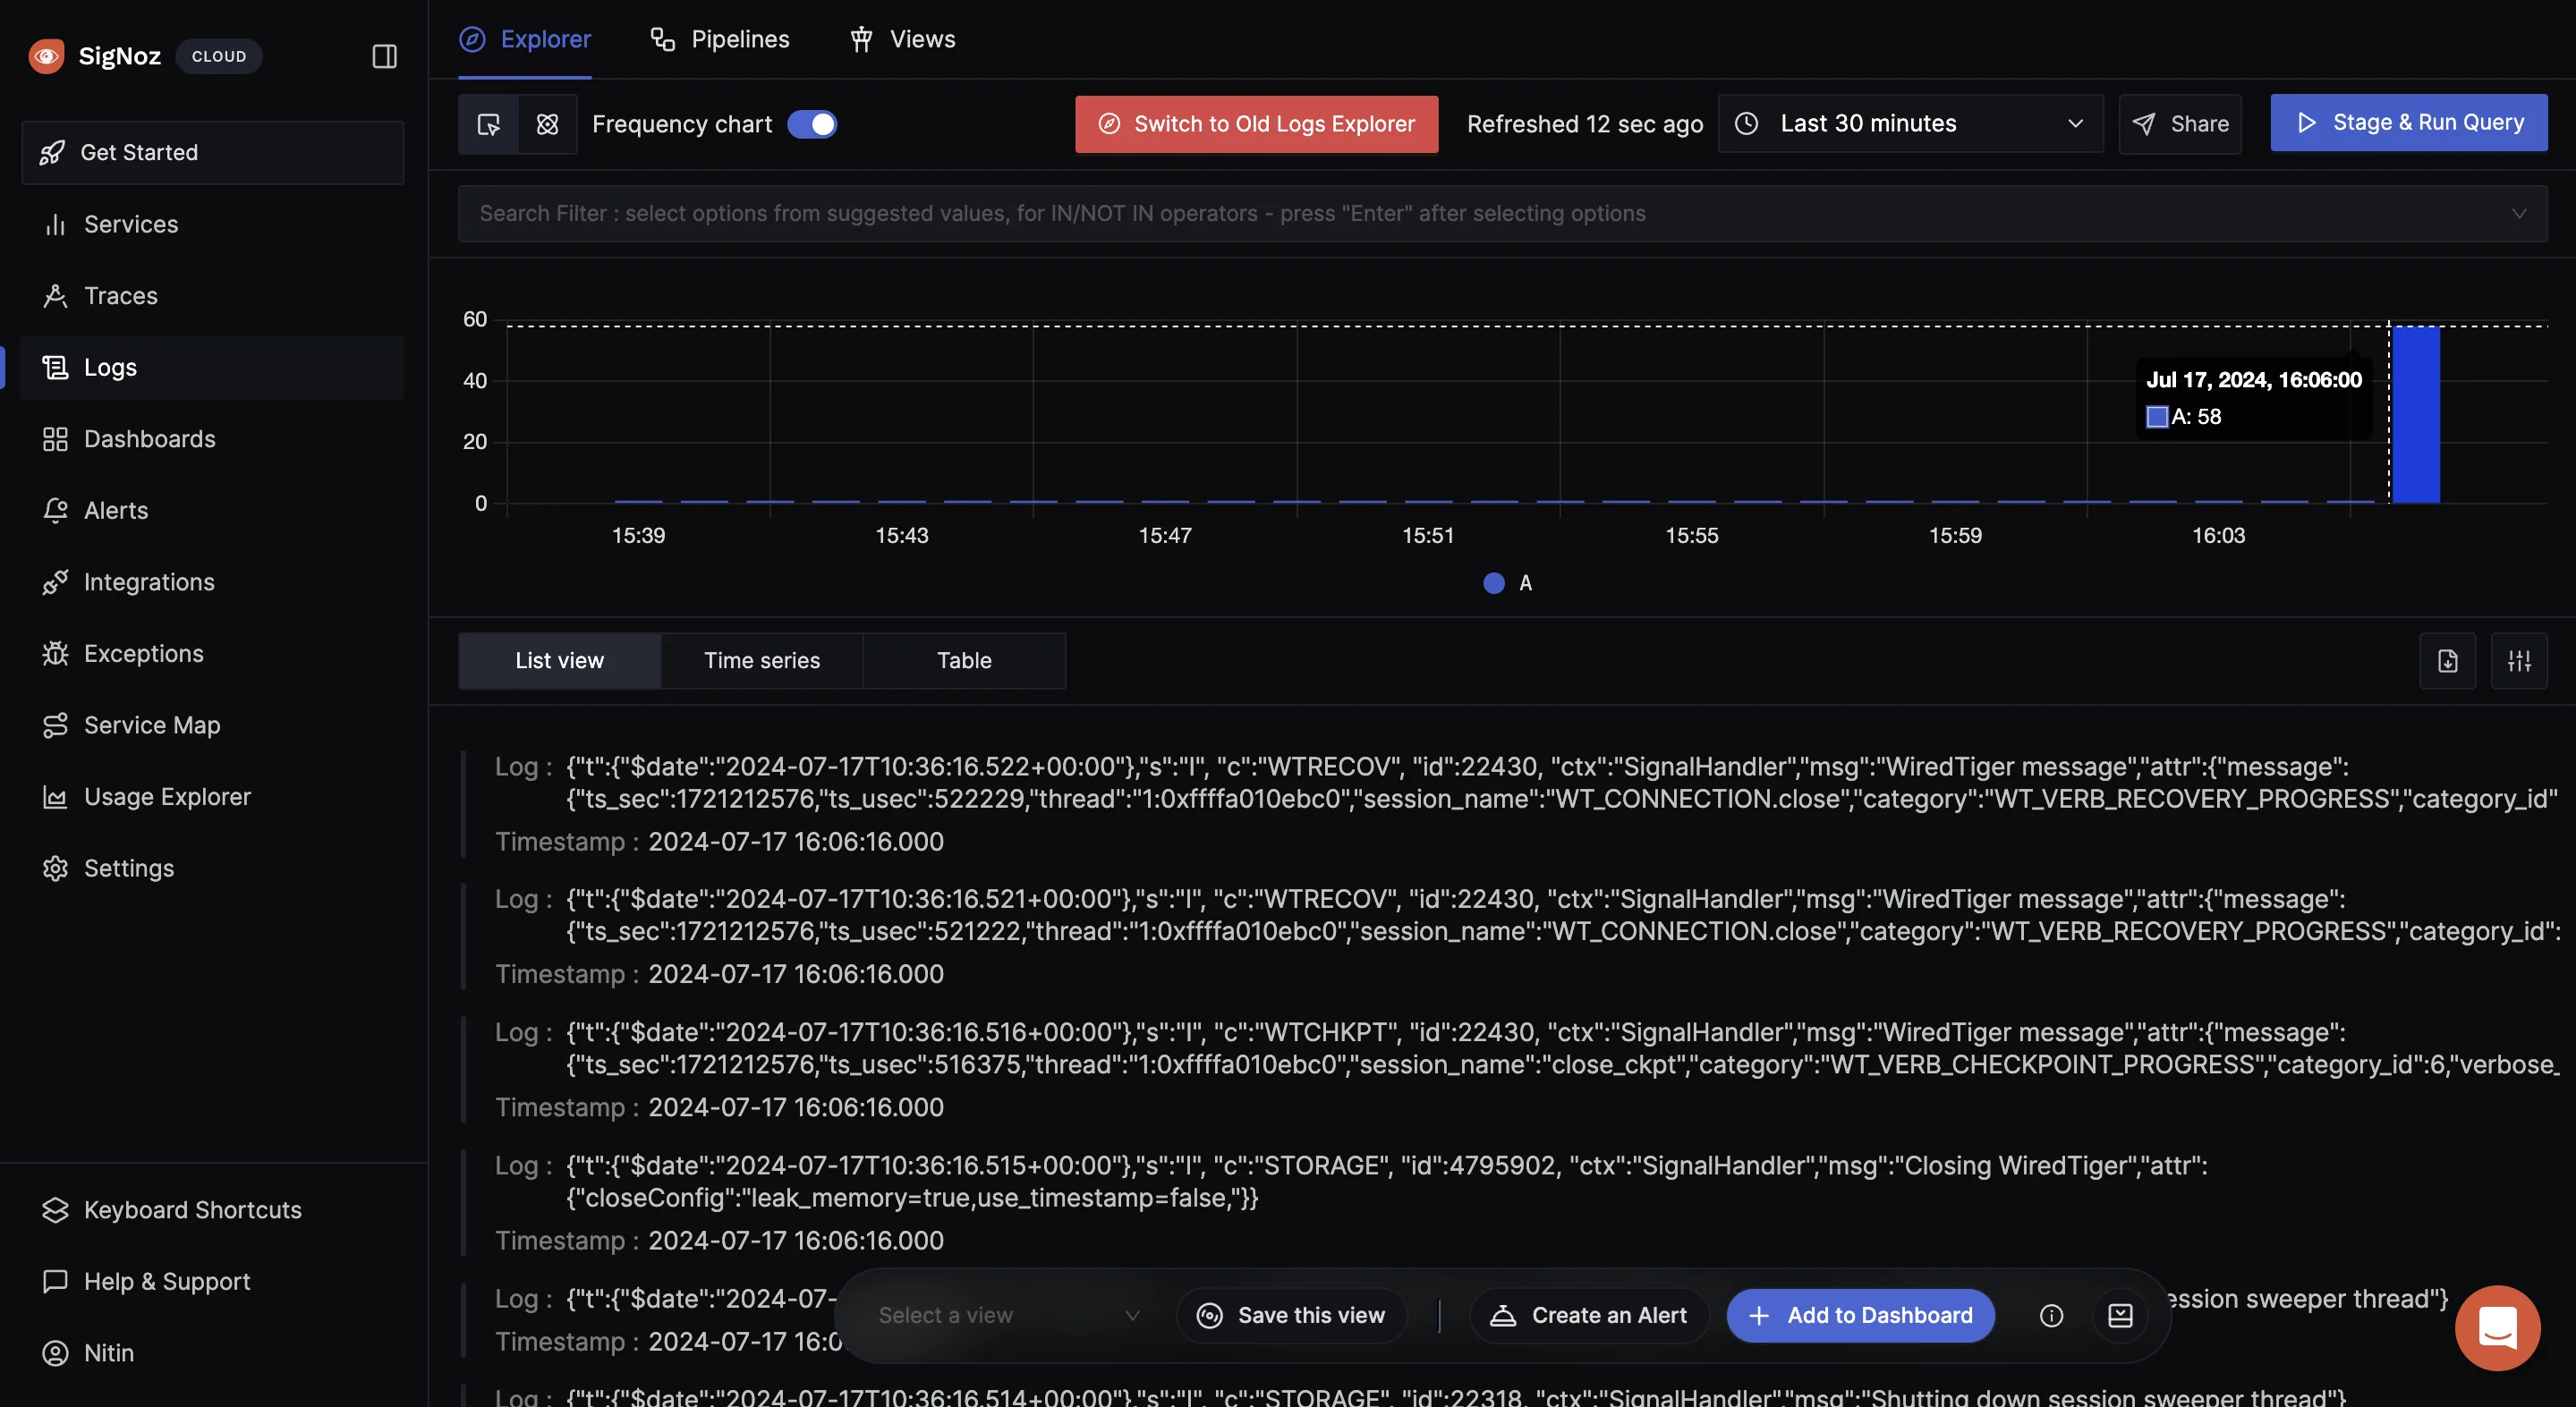 SigNoz CLOUD
Get Started
Services
Traces
Logs
Dashboards
Alerts
Integrations
Exceptions
Service Map
Usage Explorer
Settings
Keyboard Shortcuts
Help & Support
Nitin
Explorer Pipelines Views
Frequency chart Switch to Old Logs Explorer Refreshed 12 sec ago Last 30 minutes Share Stage & Run Query
Search Filter : select options from suggested values, for IN/NOT IN operators - press "Enter" after selecting options
60
40
20
0
Jul 17, 2024, 16:06:00
A: 58
15:39 15:43 15:47 15:51 15:55 15:59 16:03
A
List view Time series Table
Log : {"t":{"$date":"2024-07-17T10:36:16.522+00:00"},"s":"I", "c":"WTRECOV", "id":22430, "ctx":"SignalHandler","msg":"WiredTiger message","attr":{"message":
{"ts_sec":1721212576,"ts_usec":522229,"thread":"1:0xffffa010ebc0","session_name":"WT_CONNECTION.close","category":"WT_VERB_RECOVERY_PROGRESS","category_id"
Timestamp : 2024-07-17 16:06:16.000
Log : {"t":{"$date":"2024-07-17T10:36:16.521+00:00"},"s":"I", "c":"WTRECOV", "id":22430, "ctx":"SignalHandler","msg":"WiredTiger message","attr":{"message":
{"ts_sec":1721212576,"ts_usec":521222,"thread":"1:0xffffa010ebc0","session_name":"WT_CONNECTION.close","category":"WT_VERB_RECOVERY_PROGRESS","category_id":
Timestamp : 2024-07-17 16:06:16.000
Log : {"t":{"$date":"2024-07-17T10:36:16.516+00:00"},"s":"I", "c":"WTCHKPT", "id":22430, "ctx":"SignalHandler","msg":"WiredTiger message","attr":{"message":
{"ts_sec":1721212576,"ts_usec":516375,"thread":"1:0xffffa010ebc0","session_name":"close_ckpt","category":"WT_VERB_CHECKPOINT_PROGRESS","category_id":6,"verbose_
Timestamp : 2024-07-17 16:06:16.000
Log : {"t":{"$date":"2024-07-17T10:36:16.515+00:00"},"s":"I", "c":"STORAGE", "id":4795902, "ctx":"SignalHandler","msg":"Closing WiredTiger","attr":
{"closeConfig":"leak_memory=true,use_timestamp=false,"}}
Timestamp : 2024-07-17 16:06:16.000
Log : {"t":{"$date":"2024-07- ession sweeper thread"}
Timestamp : 2024-07-17 16:0
Select a view Save this view Create an Alert Add to Dashboard
Log : {"t":{"$date":"2024-07-17T10:36:16.514+00:00"},"s":"I", "c":"STORAGE", "id":22318, "ctx":"SignalHandler","msg":"Shutting down session sweeper thread"}